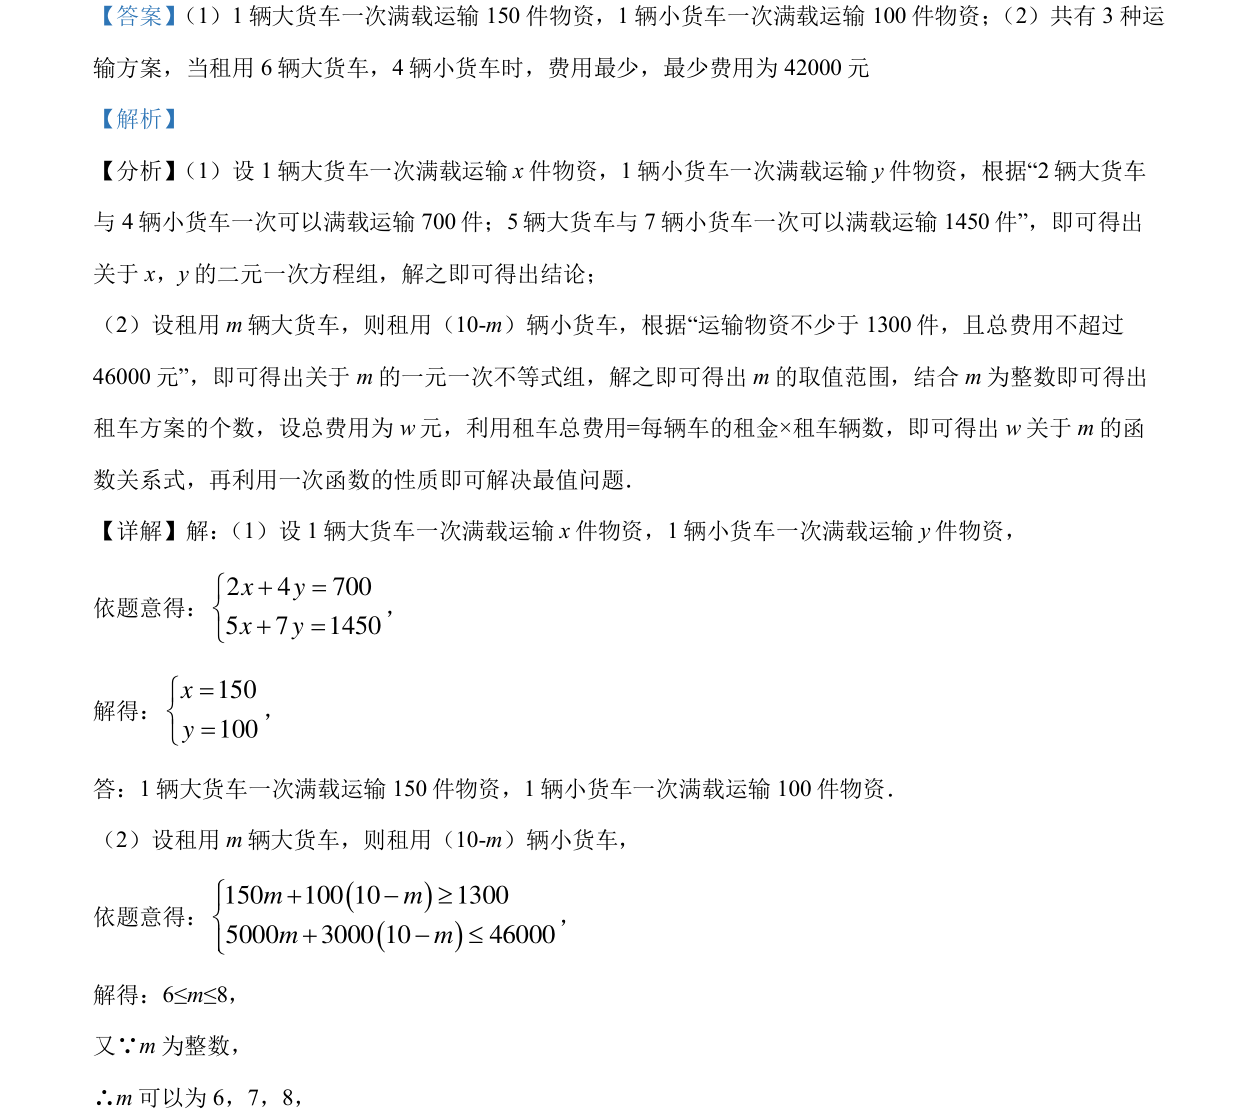 【答案】（1）1 辆大货车一次满载运输 150 件物资，1 辆小货车一次满载运输 100 件物资；（2）共有 3 种运
输方案，当租用 6 辆大货车，4 辆小货车时，费用最少，最少费用为 42000 元
【解析】
【分析】（1）设 1 辆大货车一次满载运输 x 件物资，1 辆小货车一次满载运输 y 件物资，根据“2 辆大货车
与 4 辆小货车一次可以满载运输 700 件；5 辆大货车与 7 辆小货车一次可以满载运输 1450 件”，即可得出
关于 x，y 的二元一次方程组，解之即可得出结论；
（2）设租用 m 辆大货车，则租用（10-m）辆小货车，根据“运输物资不少于 1300 件，且总费用不超过
46000 元”，即可得出关于 m 的一元一次不等式组，解之即可得出 m 的取值范围，结合 m 为整数即可得出
租车方案的个数，设总费用为 w 元，利用租车总费用=每辆车的租金×租车辆数，即可得出 w 关于 m 的函
数关系式，再利用一次函数的性质即可解决最值问题．
【详解】解：（1）设 1 辆大货车一次满载运输 x 件物资，1 辆小货车一次满载运输 y 件物资，
依题意得：{2x+4y=700
5x+7y=1450，
解得：{x=150
y=100，
答：1 辆大货车一次满载运输 150 件物资，1 辆小货车一次满载运输 100 件物资．
（2）设租用 m 辆大货车，则租用（10-m）辆小货车，
依题意得：{150m+100(10−m)≥1300
5000m+3000(10−m)≤46000，
解得：6≤m≤8，
又∵m 为整数，
∴m 可以为 6，7，8，